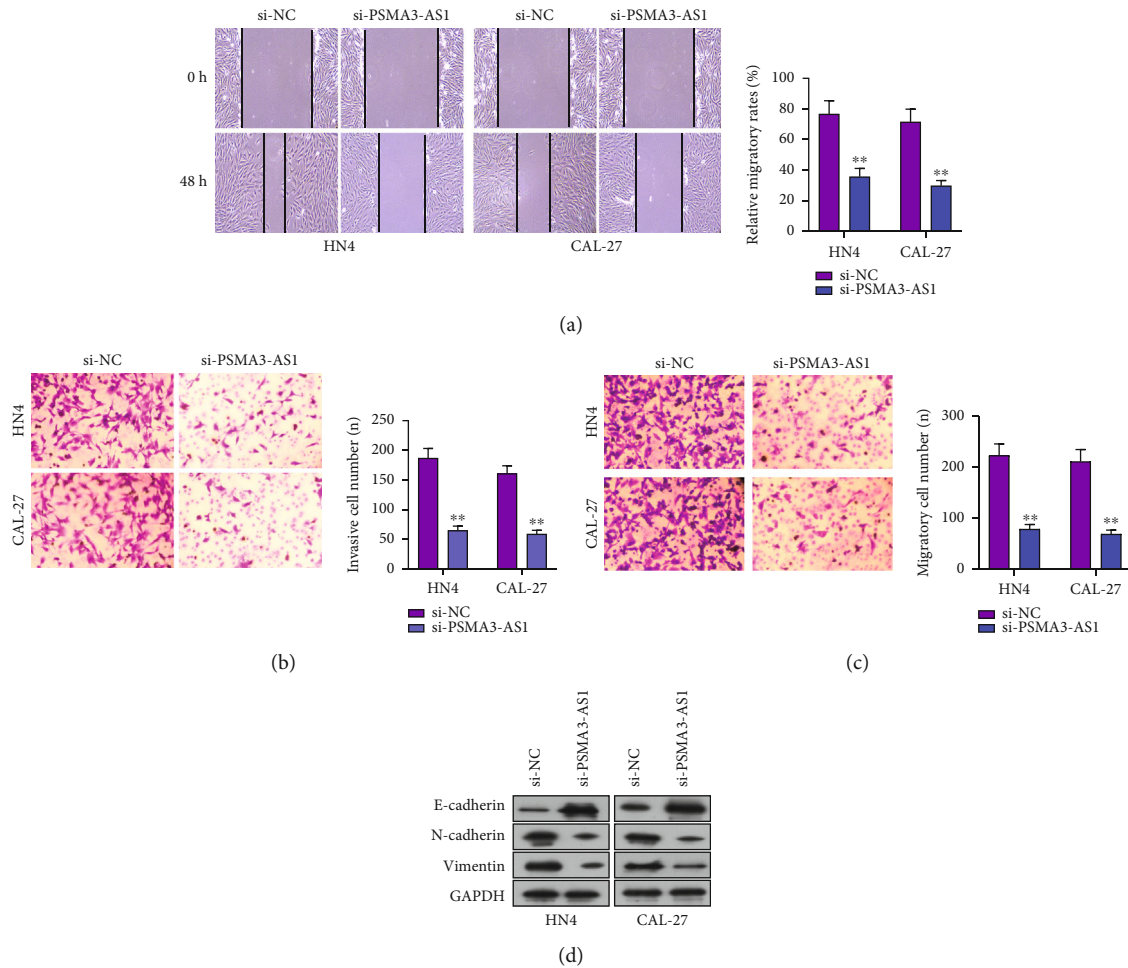 si-NC si-PSMA3-AS1 si-NC si-PSMA3-AS1
0 h
48 h
HN4 CAL-27
Relative migratory rates (%)
100
80
60
40
20
0
** **
HN4 CAL-27
si-NC
si-PSMA3-AS1
(a)
si-NC si-PSMA3-AS1
HN4
CAL-27
Invasive cell number (n)
250
200
150
100
50
0
** **
HN4 CAL-27
si-NC
si-PSMA3-AS1
(b)
si-NC si-PSMA3-AS1
HN4
CAL-27
Migratory cell number (n)
300
200
100
0
** **
HN4 CAL-27
si-NC
si-PSMA3-AS1
(c)
si-NC si-PSMA3-AS1 si-NC si-PSMA3-AS1
E-cadherin
N-cadherin
Vimentin
GAPDH
HN4 CAL-27
(d)